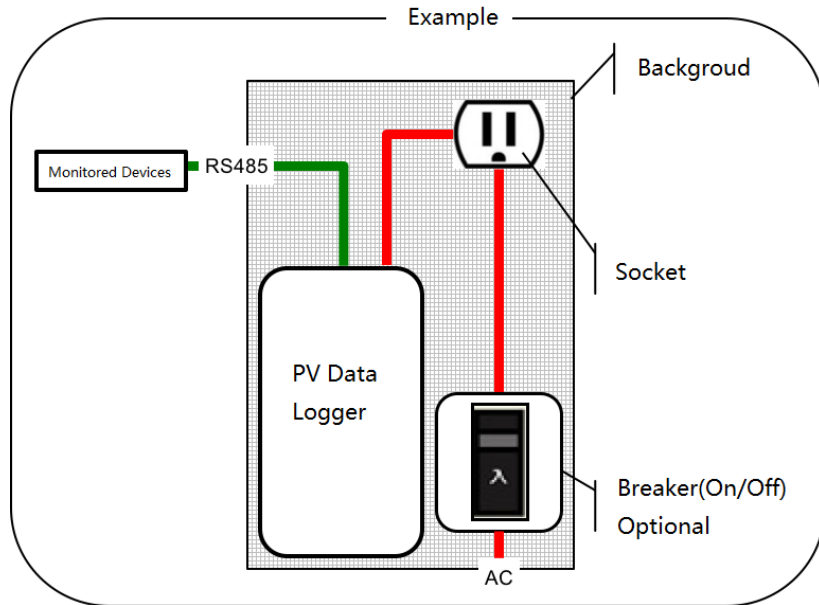 Example
Backgroud
Monitored Devices
RS485
Socket
PV Data
Logger
Breaker(On/Off)
Optional
AC